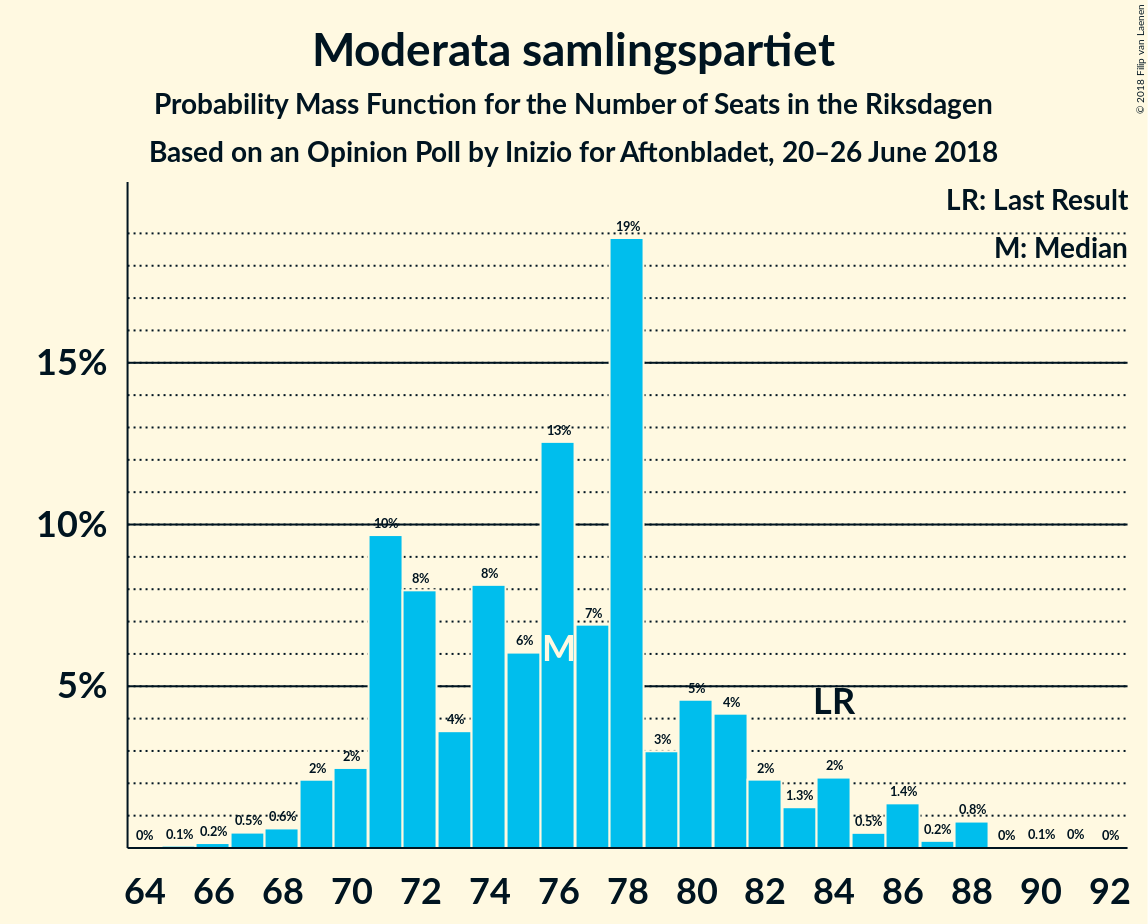 Moderata samlingspartiet
Probability Mass Function for the Number of Seats in the Riksdagen
Based on an Opinion Poll by Inizio for Aftonbladet, 20–26 June 2018
© 2018 Filip van Laenen
LR: Last Result
M: Median
15%
10%
5%
0% 0.1% 0.2% 0.5% 0.6% 2% 2% 10% 8% 4% 8% 6% 13% 7% 19% 3% 5% 4% 2% 1.3% 2% 0.5% 1.4% 0.2% 0.8% 0% 0.1% 0% 0%
M
LR
64 66 68 70 72 74 76 78 80 82 84 86 88 90 92